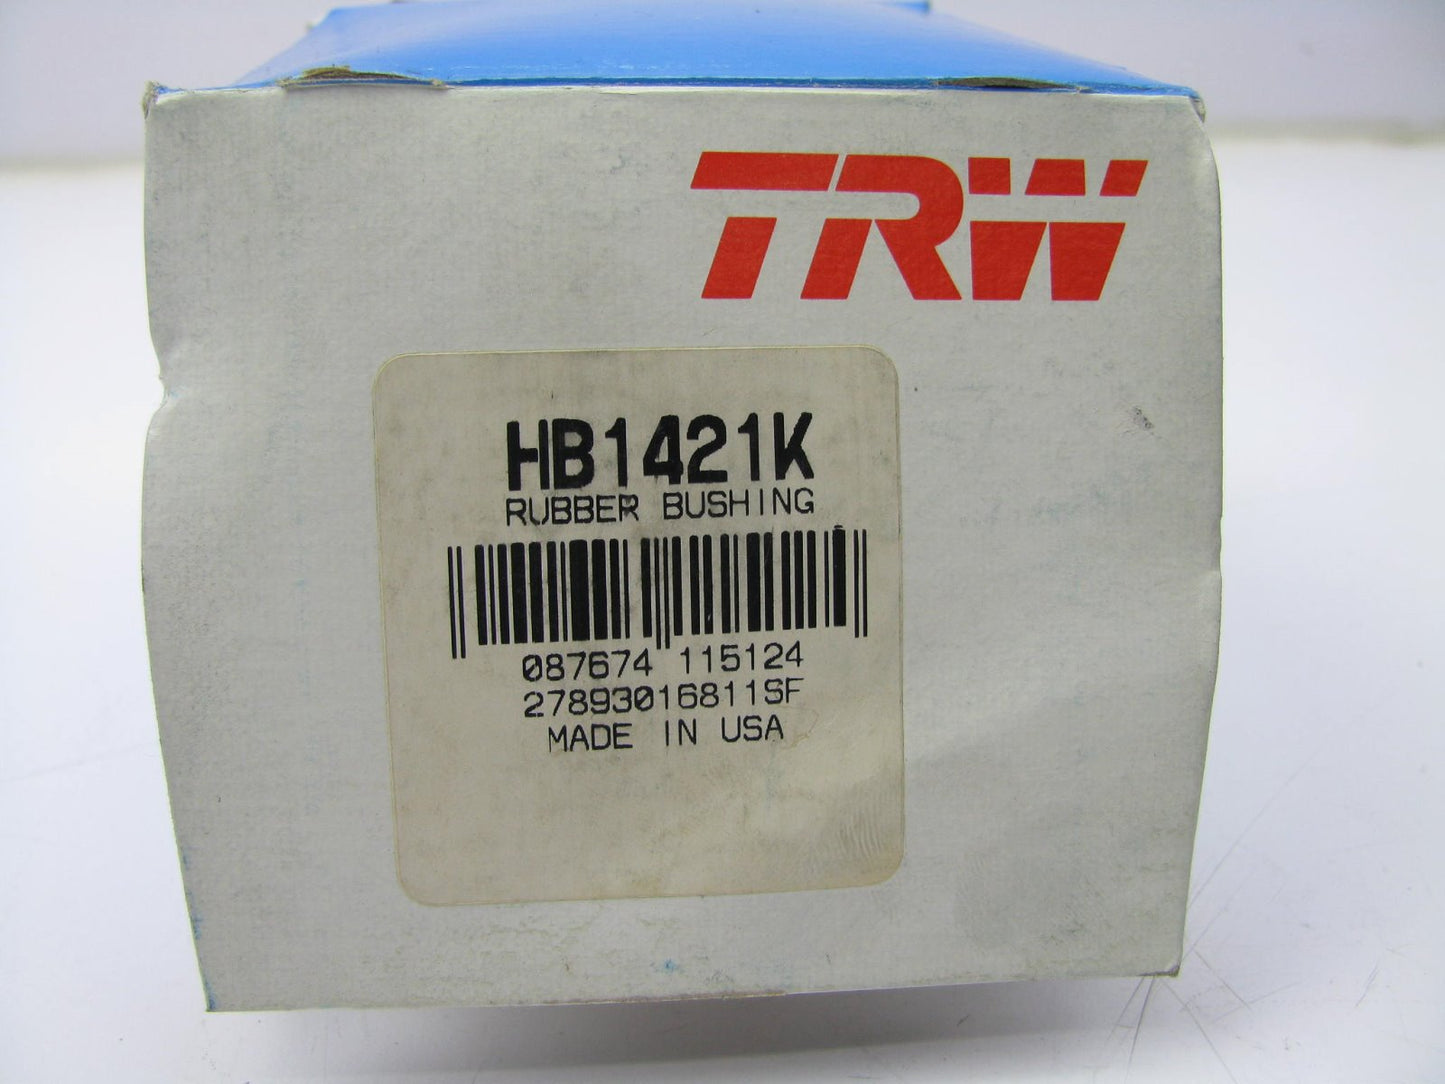 TRW
HB1421K
RUBBER BUSHING
087674 115124
27893016811SF
MADE IN USA